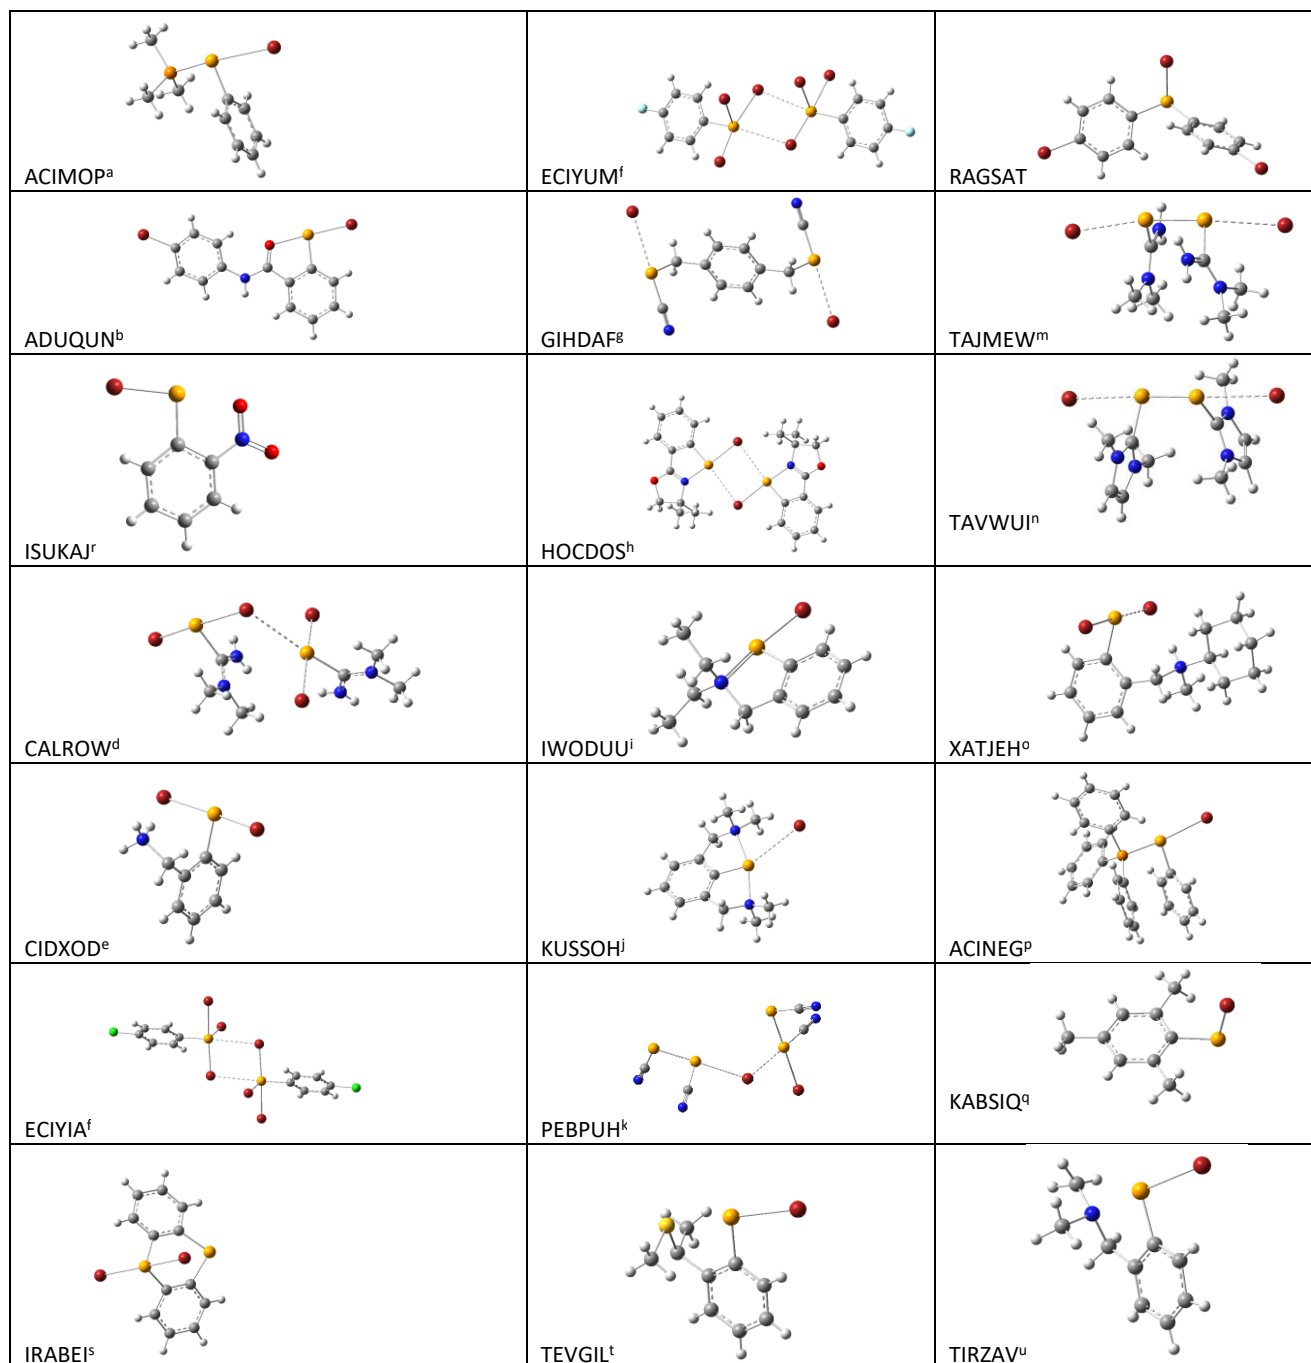 ACIMOPᵃ
ECIYUMᶠ
RAGSAT
ADUQUNᵇ
GIHDAFᵍ
TAJMEWᵐ
ISUKAJʳ
HOCDOSʰ
TAVWUIⁿ
CALROWᵈ
IWODUUⁱ
XATJEHᵒ
CIDXODᵉ
KUSSOHʲ
ACINEGᵖ
ECIYIAᶠ
PEBPUHᵏ
KABSIQ^q
IRABEIˢ
TEVGILᵗ
TIRZAVᵘ